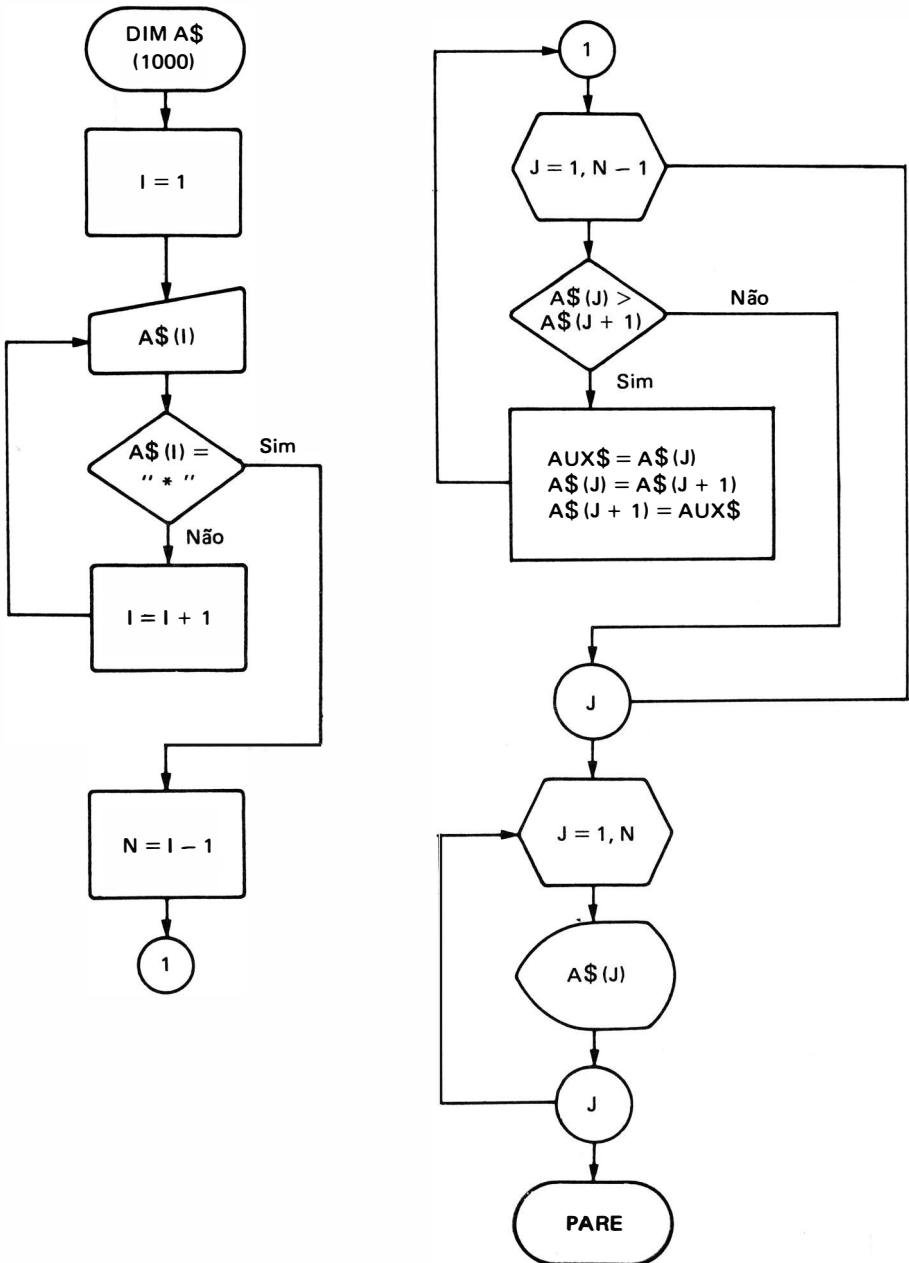 DIM A$
(1000)
I = 1
A$(I)
A$(I) =
" * "
Sim
Não
I = I + 1
N = I – 1
1
1
J = 1, N – 1
A$(J) >
A$(J + 1)
Não
Sim
AUX$ = A$(J)
A$(J) = A$(J + 1)
A$(J + 1) = AUX$
J
J = 1, N
A$(J)
J
PARE